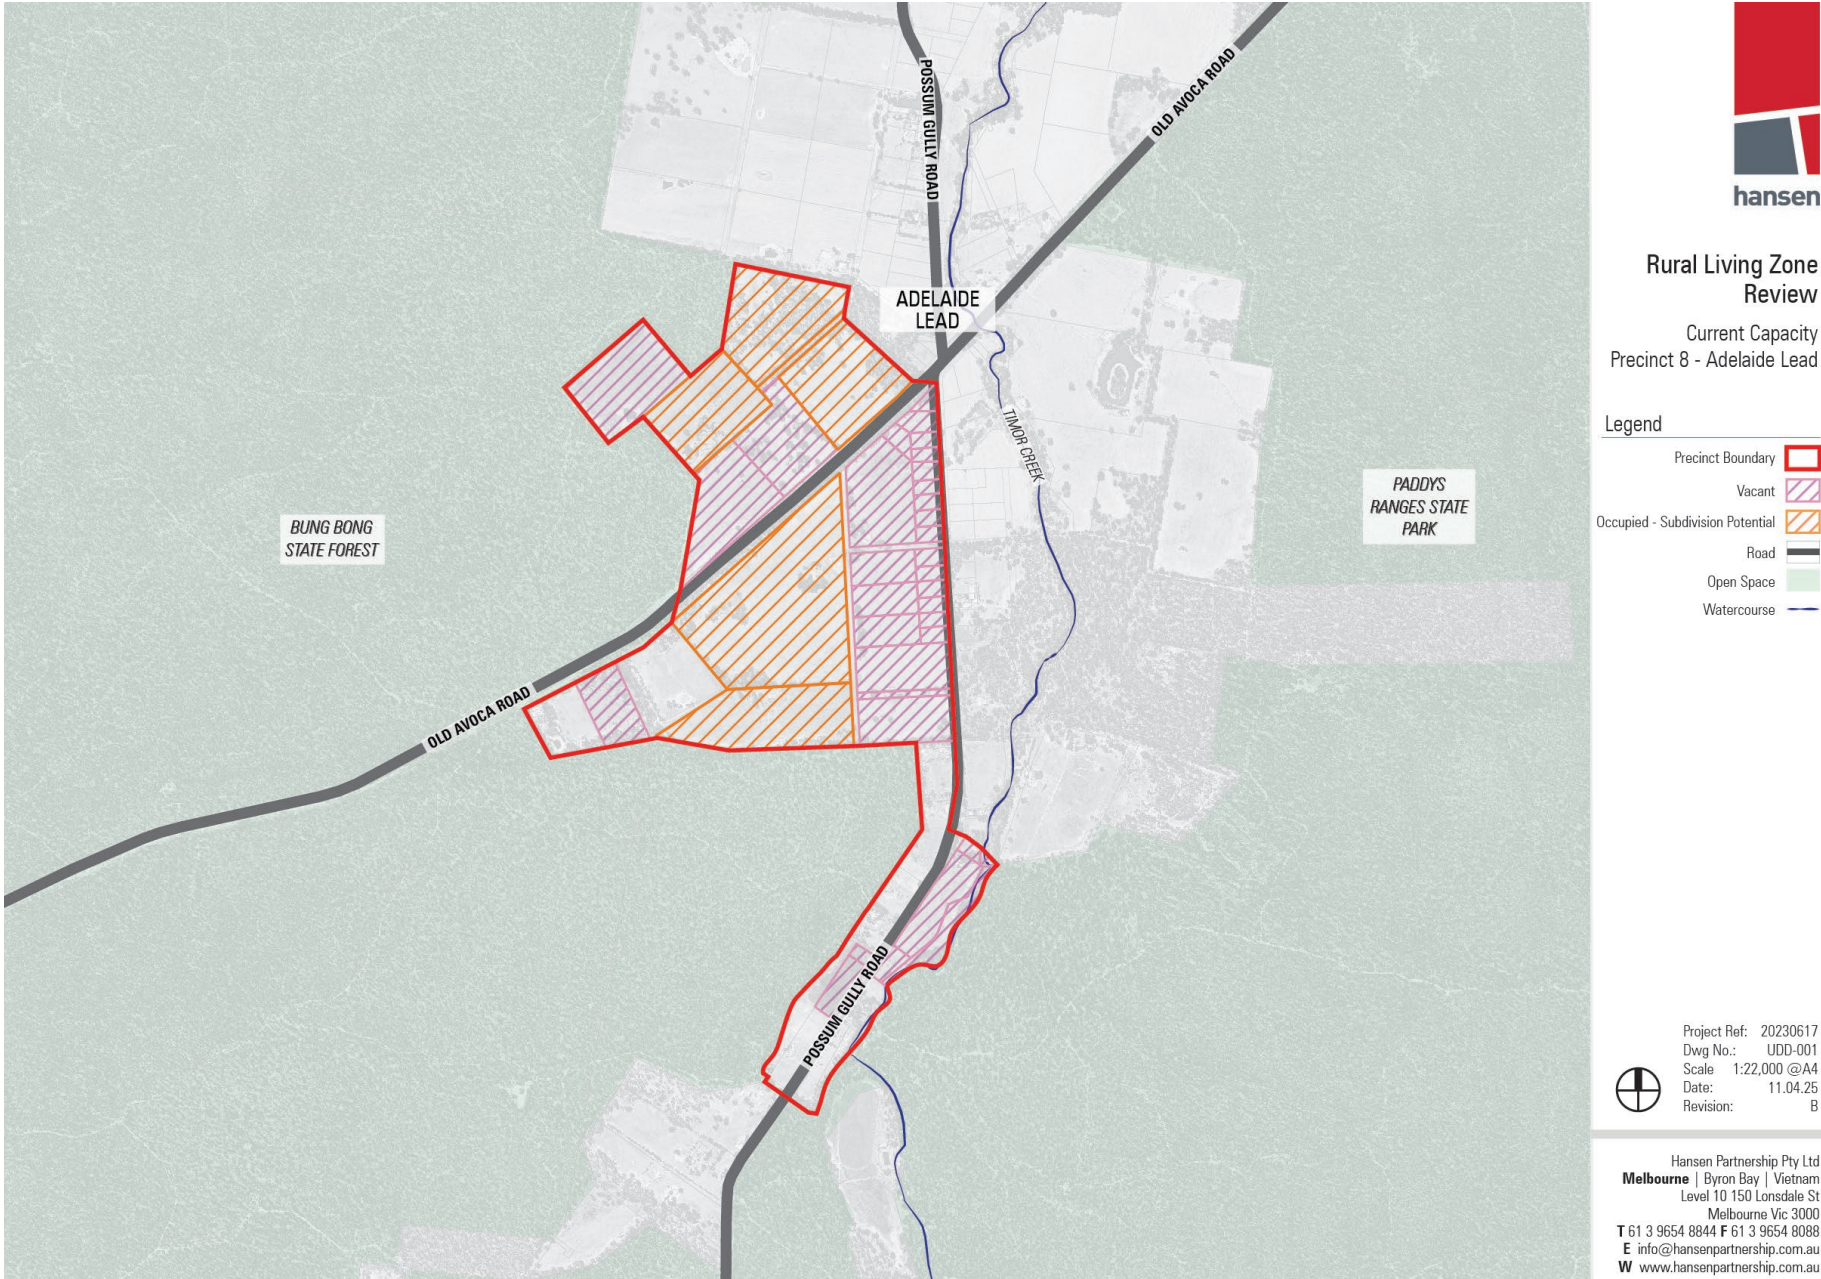 POSSUM GULLY ROAD
OLD AVOCA ROAD
ADELAIDE
LEAD
TIMOR CREEK
BUNG BONG
STATE FOREST
PADDYS
RANGES STATE
PARK
OLD AVOCA ROAD
POSSUM GULLY ROAD
hansen
Rural Living Zone
Review
Current Capacity
Precinct 8 - Adelaide Lead
Legend
Precinct Boundary
Vacant
Occupied - Subdivision Potential
Road
Open Space
Watercourse
Project Ref: 20230617
Dwg No.: UDD-001
Scale 1:22,000 @A4
Date: 11.04.25
Revision: B
Hansen Partnership Pty Ltd
Melbourne | Byron Bay | Vietnam
Level 10 150 Lonsdale St
Melbourne Vic 3000
T 61 3 9654 8844 F 61 3 9654 8088
E info@hansenpartnership.com.au
W www.hansenpartnership.com.au